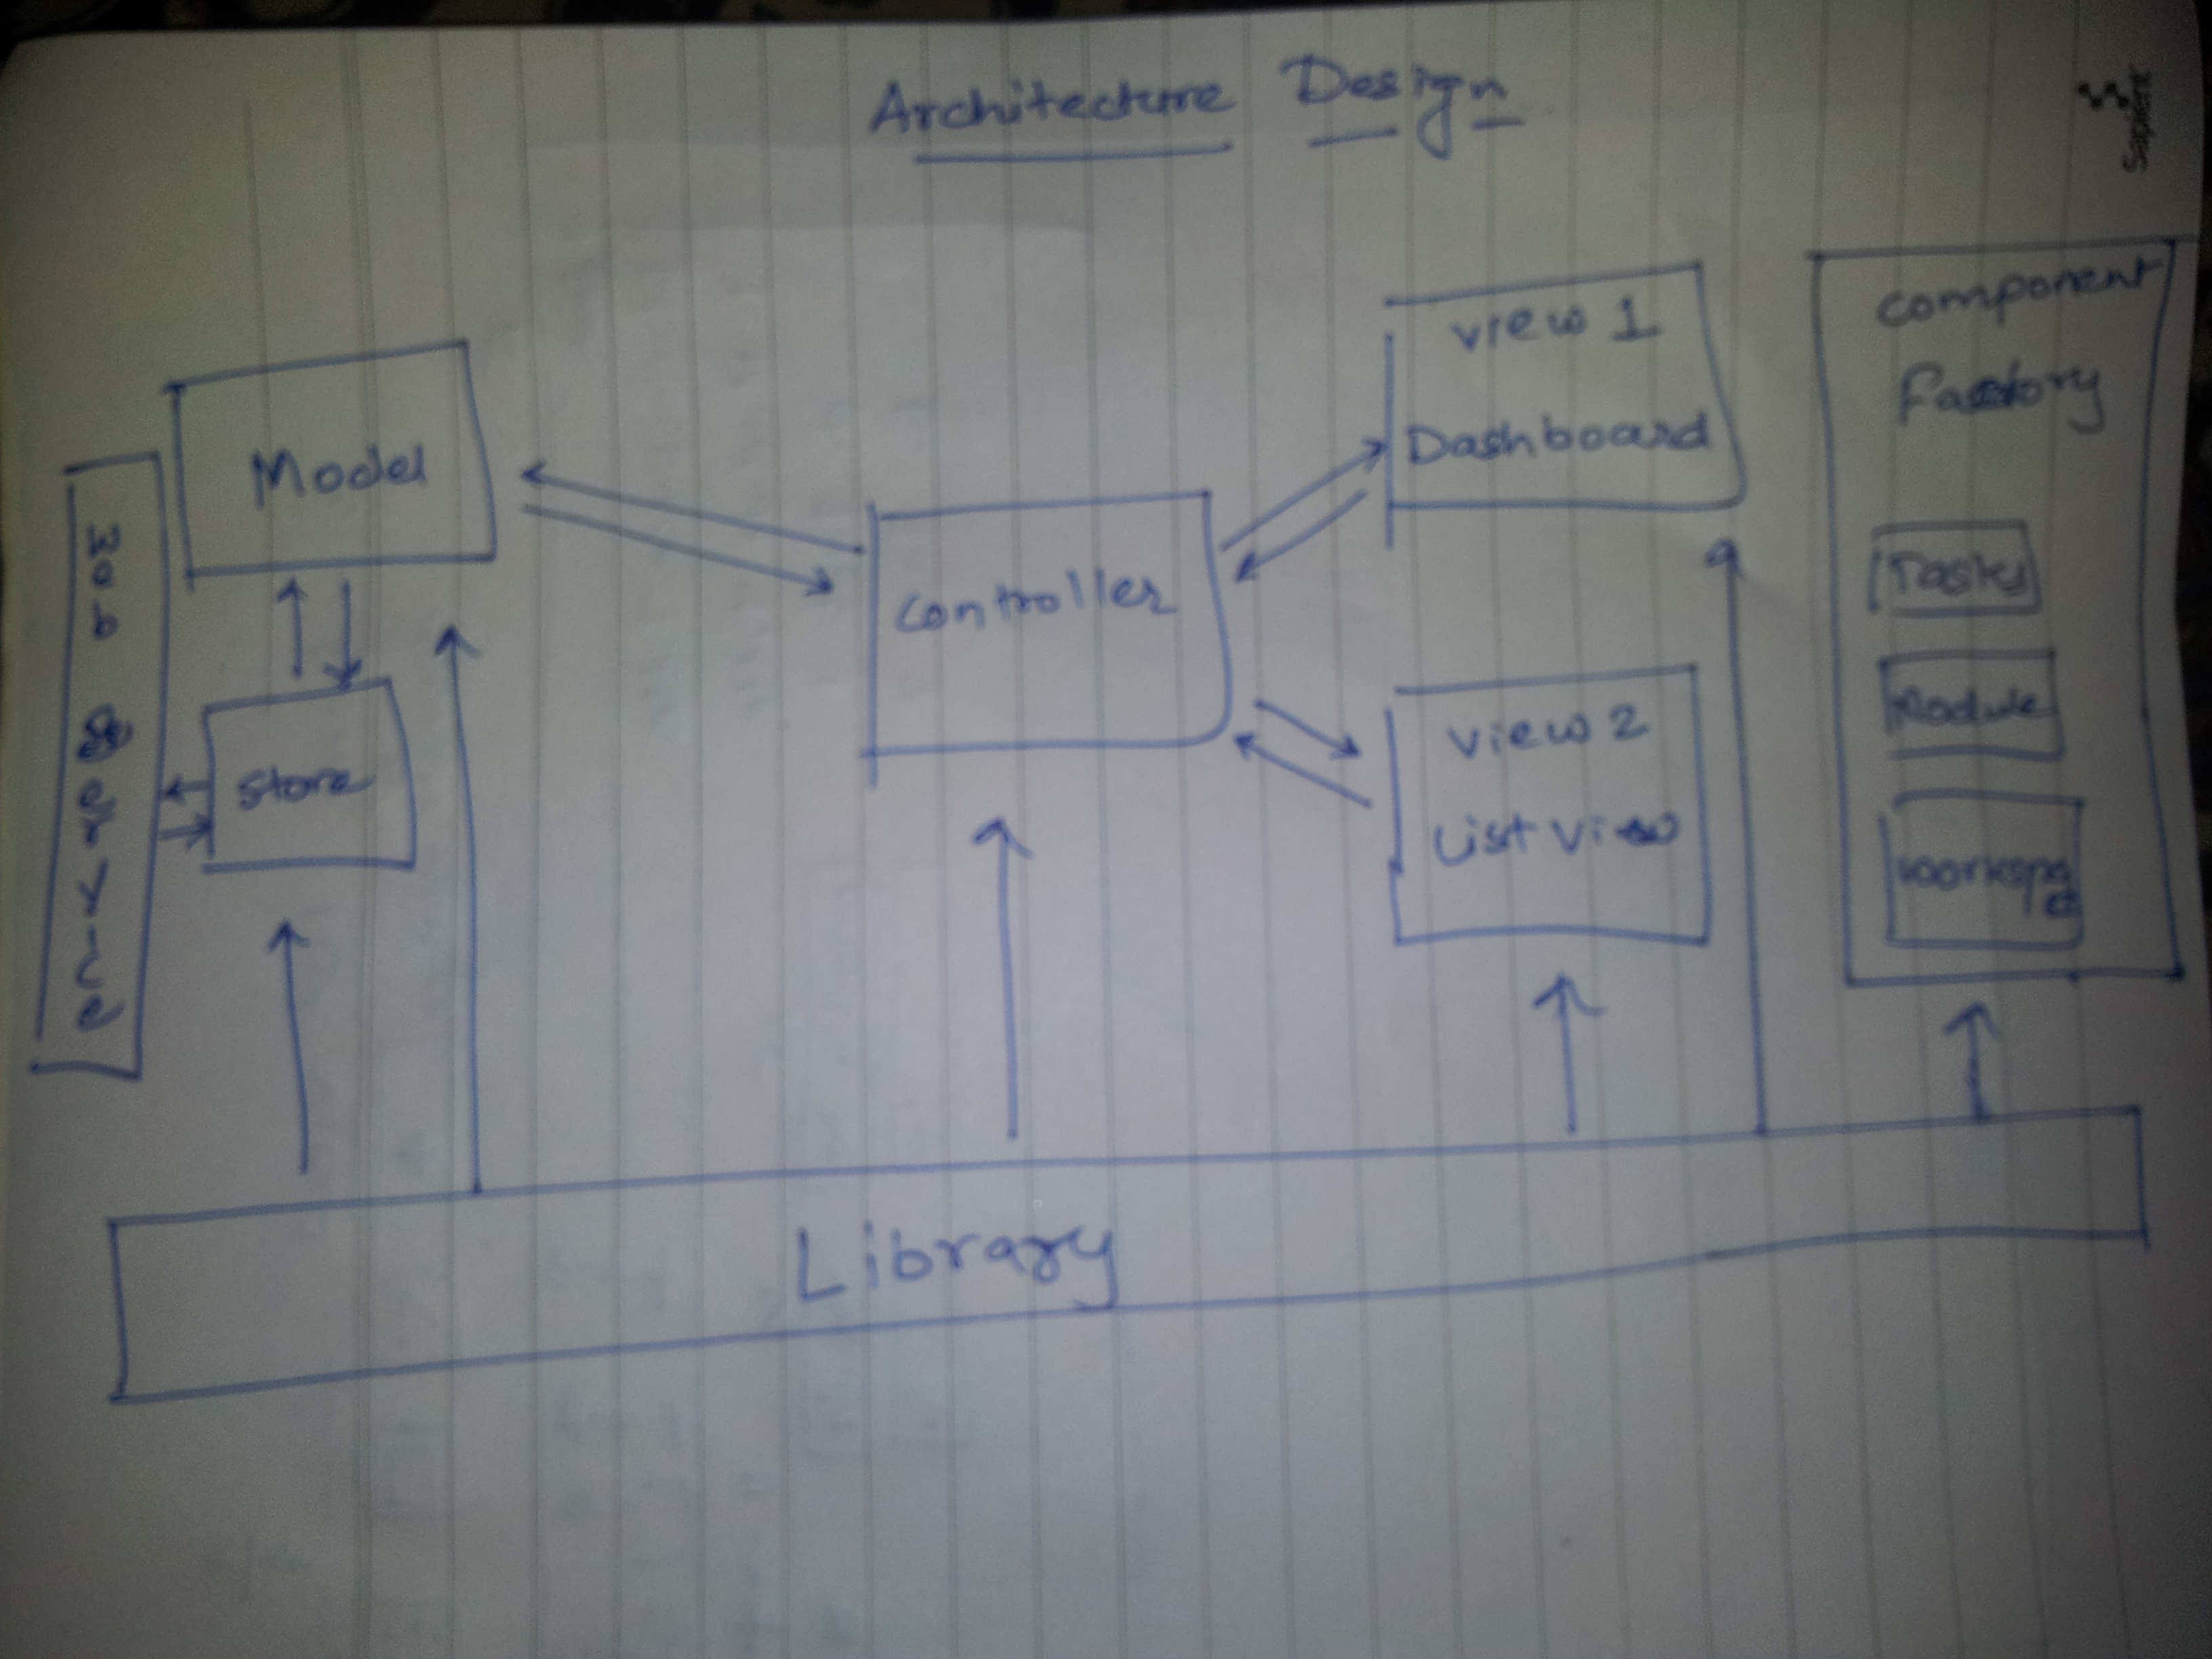 Architecture Design
Sapient
Component
Factory
View 1
Dashboard
Model
Controller
Tasks
Module
View 2
List View
Store
Workspace
Web Service
Library